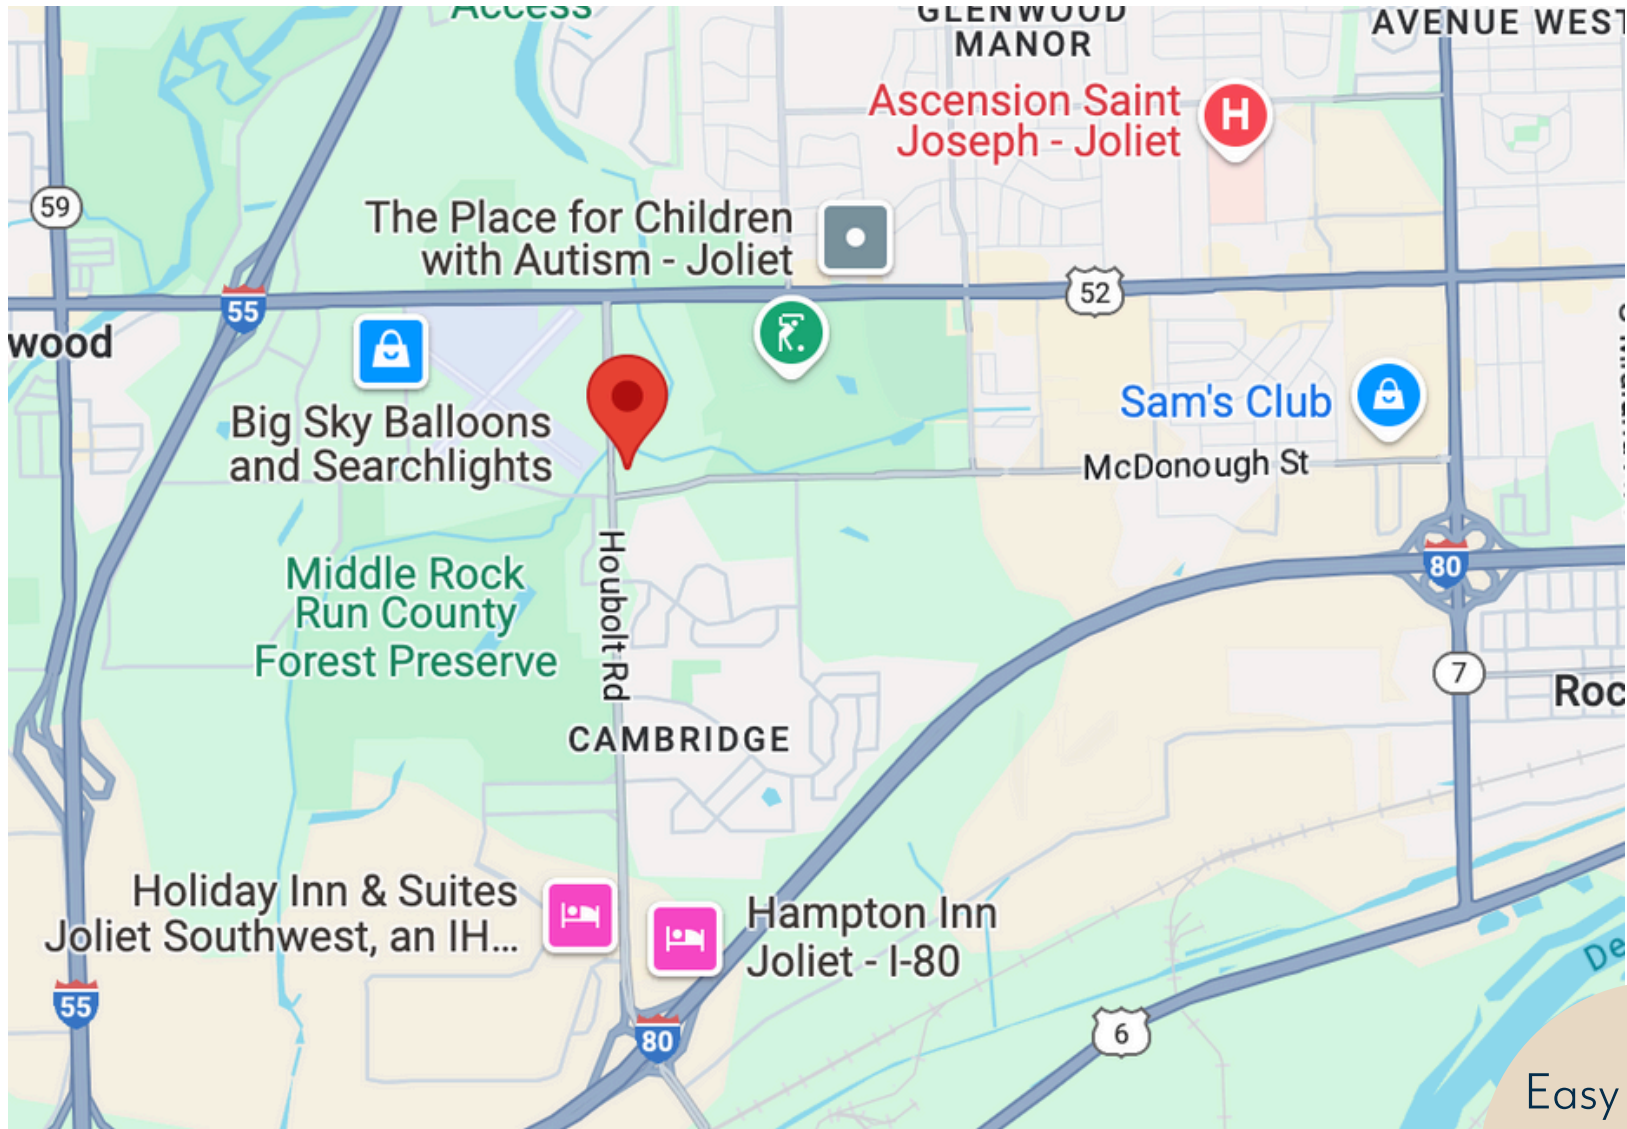 Access
GLENWOOD
MANOR
AVENUE WEST
Ascension Saint
Joseph - Joliet
H
59
The Place for Children
with Autism - Joliet
52
55
wood
Big Sky Balloons
and Searchlights
Sam's Club
McDonough St
Houbolt Rd
80
Middle Rock
Run County
Forest Preserve
7
Roc
CAMBRIDGE
Holiday Inn & Suites
Joliet Southwest, an IH...
Hampton Inn
Joliet - I-80
De
55
80
6
Easy